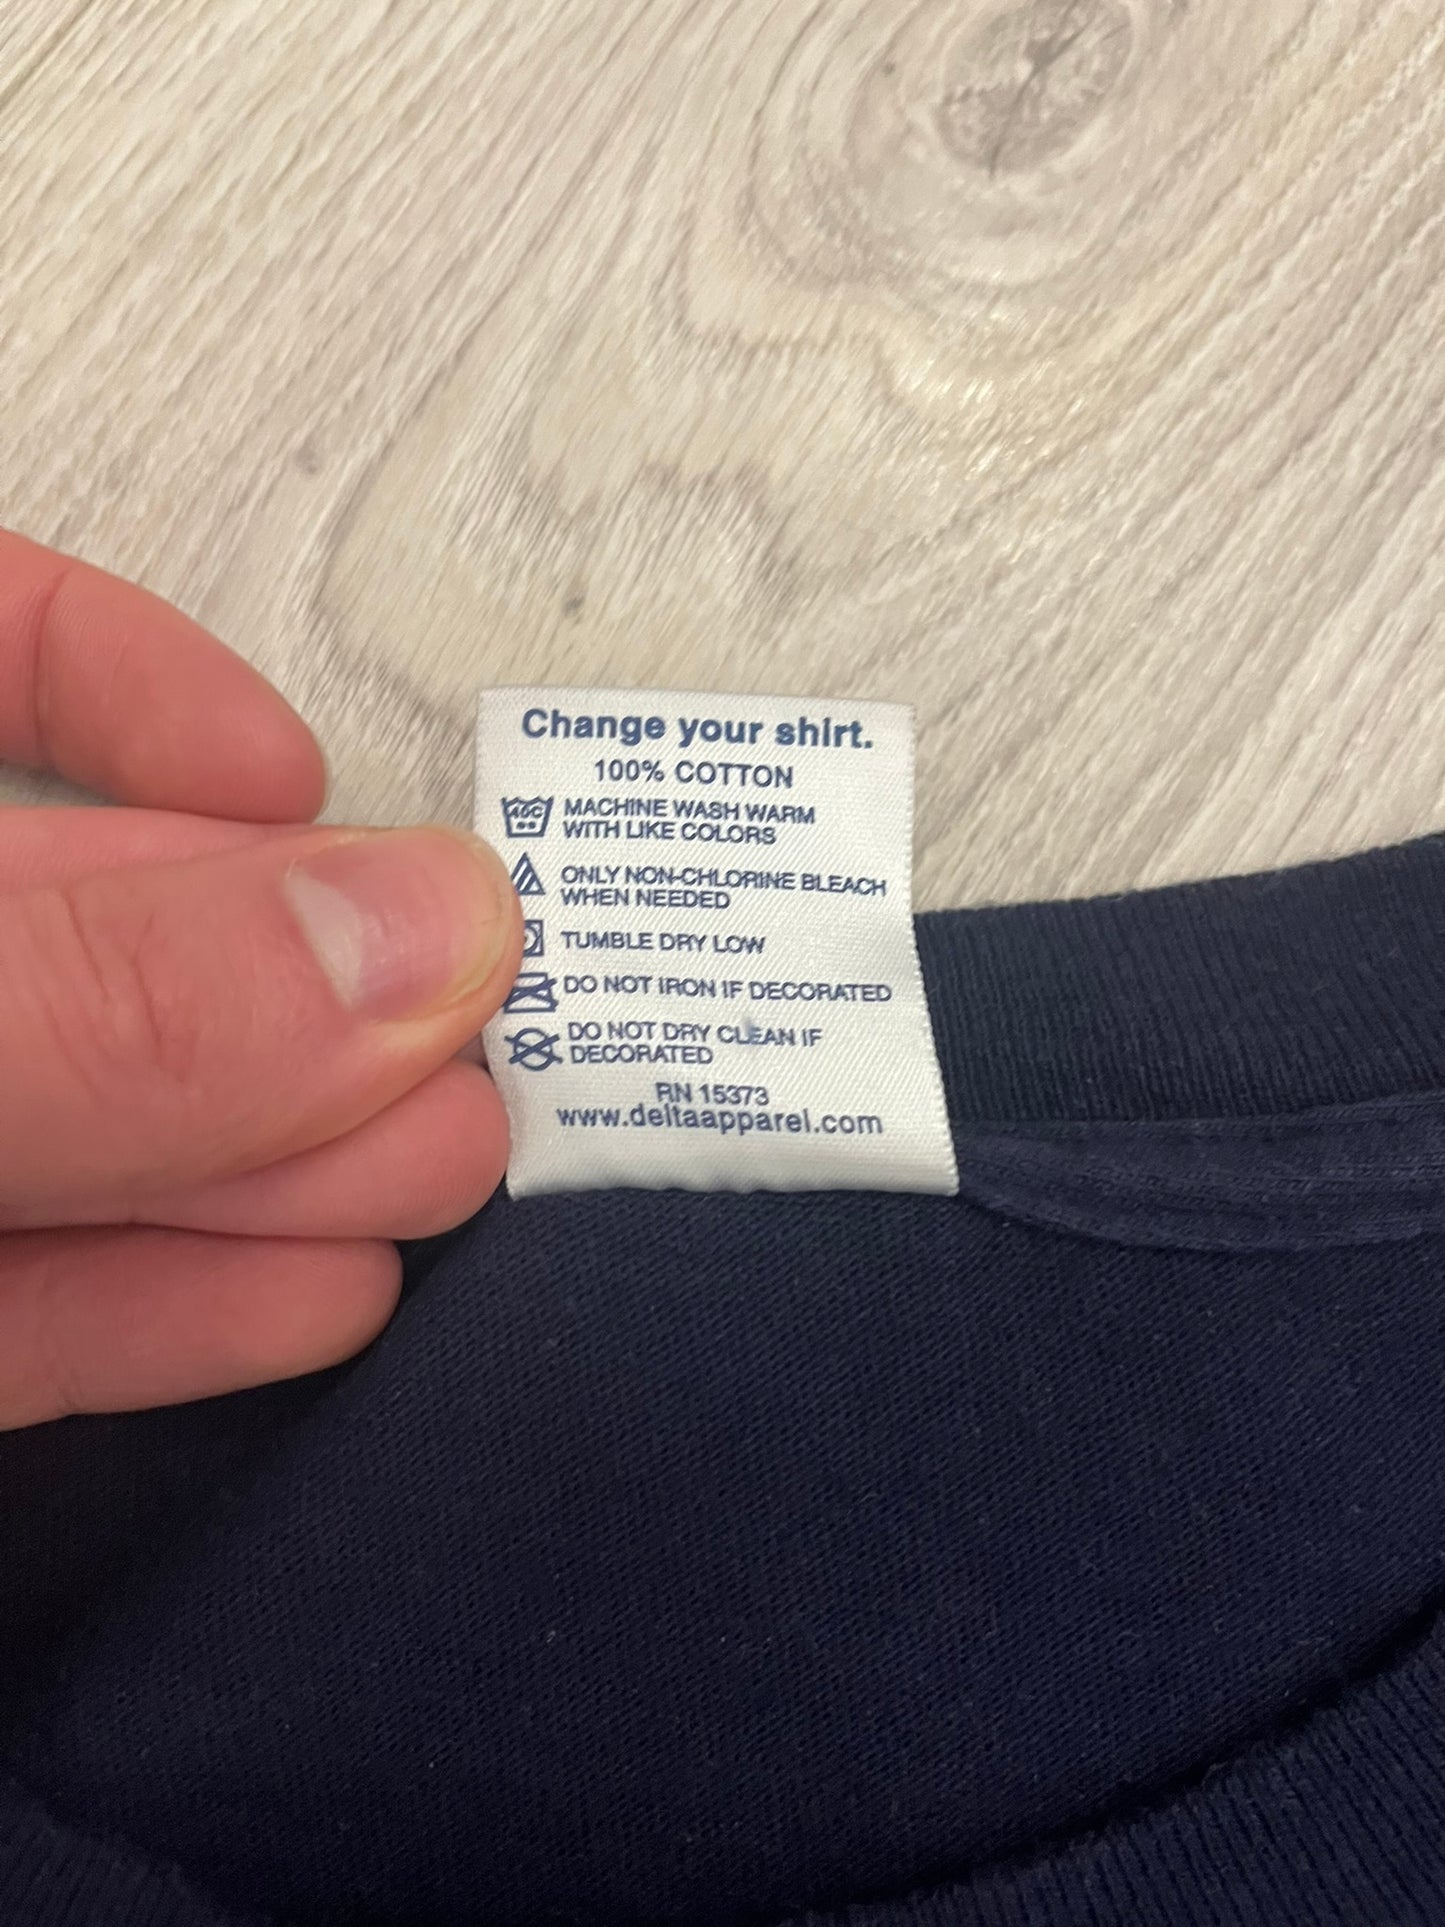 Change your shirt.
100% COTTON
40C
MACHINE WASH WARM
WITH LIKE COLORS
ONLY NON-CHLORINE BLEACH
WHEN NEEDED
TUMBLE DRY LOW
DO NOT IRON IF DECORATED
DO NOT DRY CLEAN IF
DECORATED
RN 15373
www.deltaapparel.com